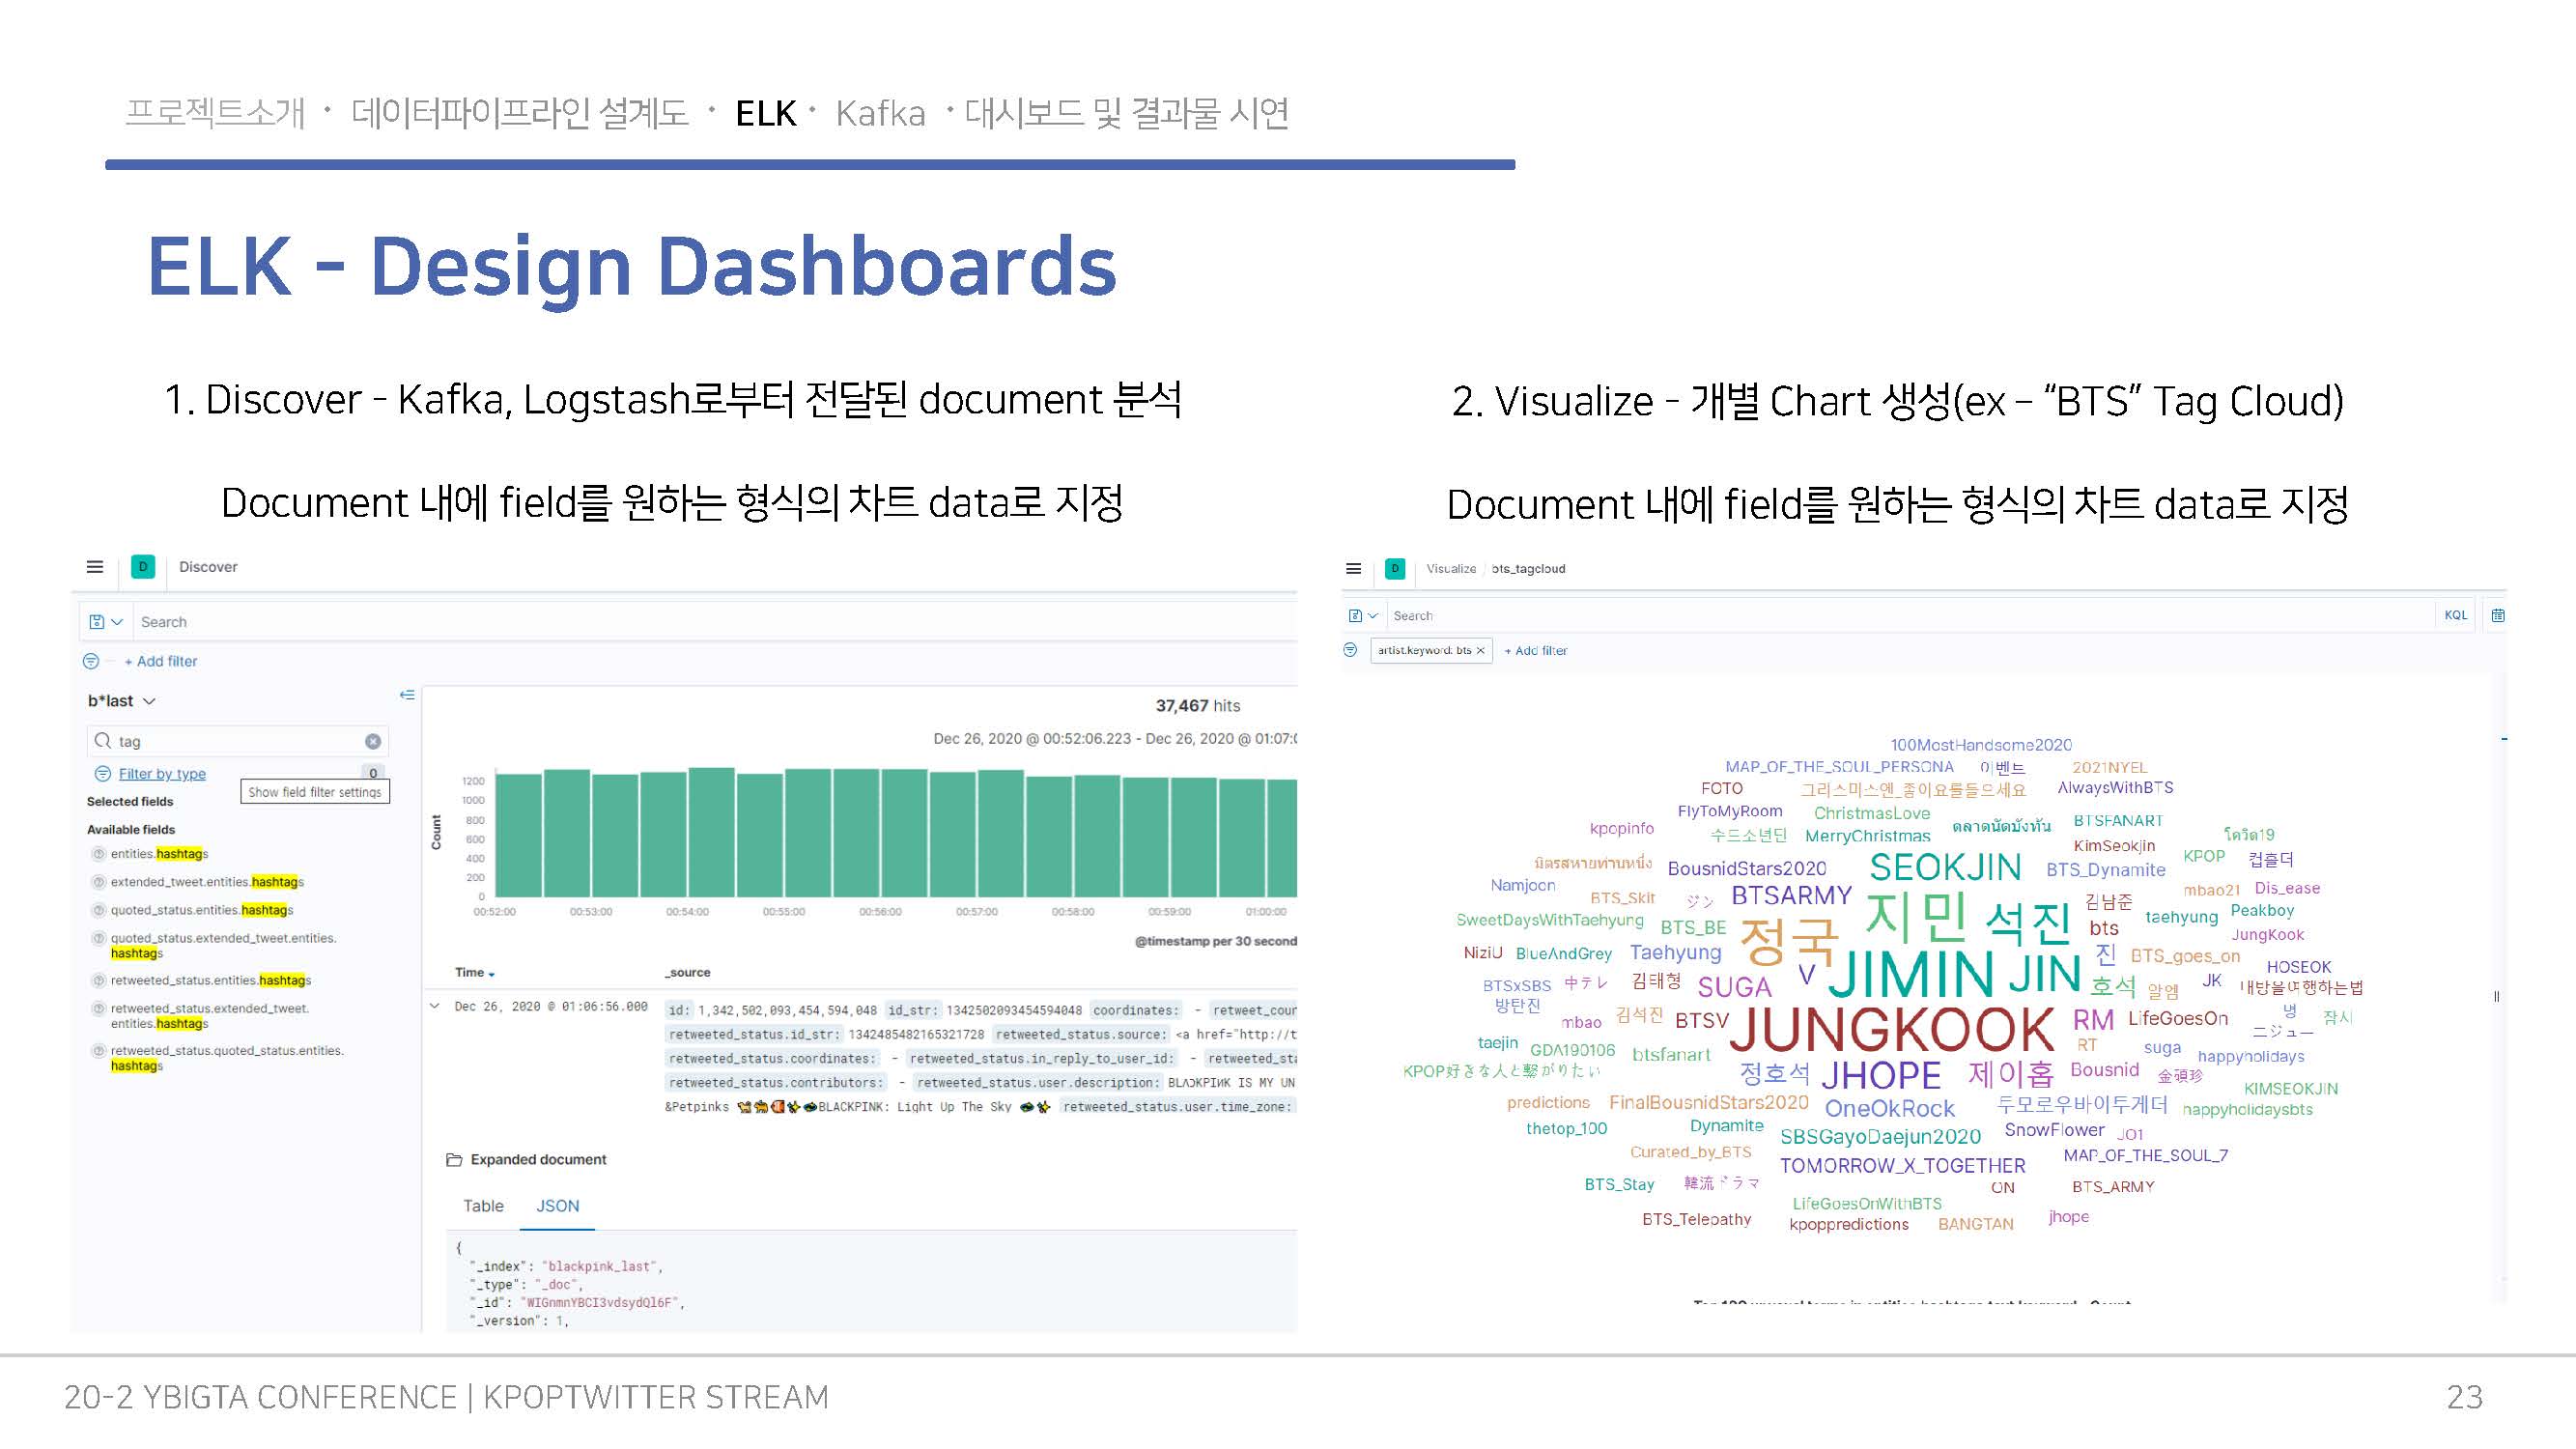 프로젝트소개 · 데이터파이프라인 설계도 · ELK · Kafka · 대시보드 및 결과물 시연
ELK - Design Dashboards
1. Discover - Kafka, Logstash로부터 전달된 document 분석
Document 내에 field를 원하는 형식의 차트 data로 지정
D Discover
Search
+ Add filter
b*last
tag
Filter by type 0
Show field filter settings
Selected fields
Available fields
entities.hashtags
extended_tweet.entities.hashtags
quoted_status.entities.hashtags
quoted_status.extended_tweet.entities.
hashtags
retweeted_status.entities.hashtags
retweeted_status.extended_tweet.
entities.hashtags
retweeted_status.quoted_status.entities.
hashtags
37,467 hits
Dec 26, 2020 @ 00:52:06.223 - Dec 26, 2020 @ 01:07:0
Count
1200
1000
800
600
400
200
0
00:52:00 00:53:00 00:54:00 00:55:00 00:56:00 00:57:00 00:58:00 00:59:00 01:00:00
@timestamp per 30 second
Time _source
Dec 26, 2020 @ 01:06:56.000 id: 1,342,502,093,454,594,048 id_str: 1342502093454594048 coordinates: - retweet_cour
retweeted_status.id_str: 1342485482165321728 retweeted_status.source: <a href="http://t
retweeted_status.coordinates: - retweeted_status.in_reply_to_user_id: - retweeted_sta
retweeted_status.contributors: - retweeted_status.user.description: BLΛƆKPIИK IS MY UN
&Petpinks BLACKPINK: Light Up The Sky retweeted_status.user.time_zone:
Expanded document
Table JSON
{
"_index": "blackpink_last",
"_type": "_doc",
"_id": "WIGnmnYBCI3vdsydQl6F",
"_version": 1,
2. Visualize - 개별 Chart 생성(ex – “BTS” Tag Cloud)
Document 내에 field를 원하는 형식의 차트 data로 지정
D Visualize / bts_tagcloud
Search KQL
artist.keyword: bts × + Add filter
100MostHandsome2020
MAP_OF_THE_SOUL_PERSONA 이벤트 2021NYEL
FOTO 그리스미스엔_좋이요를들으세요 AlwaysWithBTS
FlyToMyRoom ChristmasLove
kpopinfo 수드소년단 MerryChristmas ตลาดนัดบังทัน BTSFANART โควิด19
มิตรสหายท่านหนึ่ง BousnidStars2020 SEOKJIN KimSeokjin KPOP 컵홀더
BTS_Dynamite
Namjoon BTS_Skit ジン BTSARMY 지민 석진 김남준 mbao21 Dis_ease
SweetDaysWithTaehyung BTS_BE 정국 bts taehyung Peakboy
JungKook
NiziU BlueAndGrey Taehyung 진 BTS_goes_on
HOSEOK
BTSxSBS 中テレ 김태형 SUGA V JIMIN JIN 호석 알엠 JK 내방을여행하는법
방탄진 mbao 김석진 BTSV JUNGKOOK RM LifeGoesOn 녕 잠시
ニジュー
taejin GDA190106 btsfanart RT suga happyholidays
KPOP好きな人と繋がりたい 정호석 JHOPE 제이홉 Bousnid 金碩珍
KIMSEOKJIN
predictions FinalBousnidStars2020 OneOkRock 투모로우바이투게더 happyholidaysbts
thetop_100 Dynamite SBSGayoDaejun2020 SnowFlower JO1
Curated_by_BTS TOMORROW_X_TOGETHER MAP_OF_THE_SOUL_7
BTS_Stay 韓流ドラマ ON BTS_ARMY
LifeGoesOnWithBTS
BTS_Telepathy kpoppredictions BANGTAN jhope
20-2 YBIGTA CONFERENCE | KPOPTWITTER STREAM
23